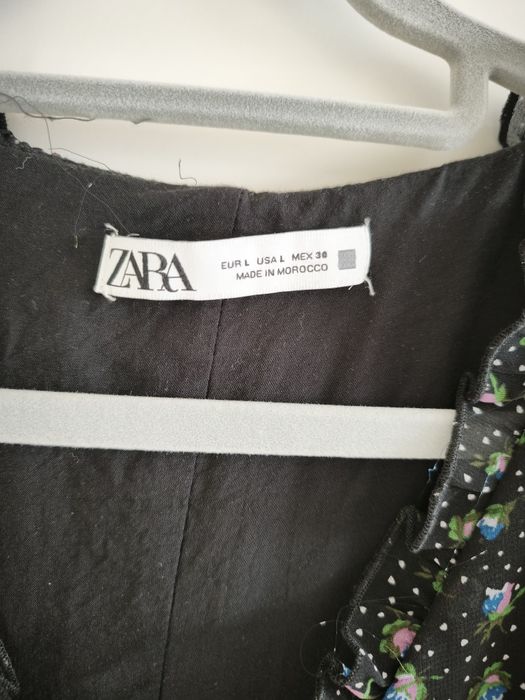 ZARA
EUR L USA L MEX 30
MADE IN MOROCCO